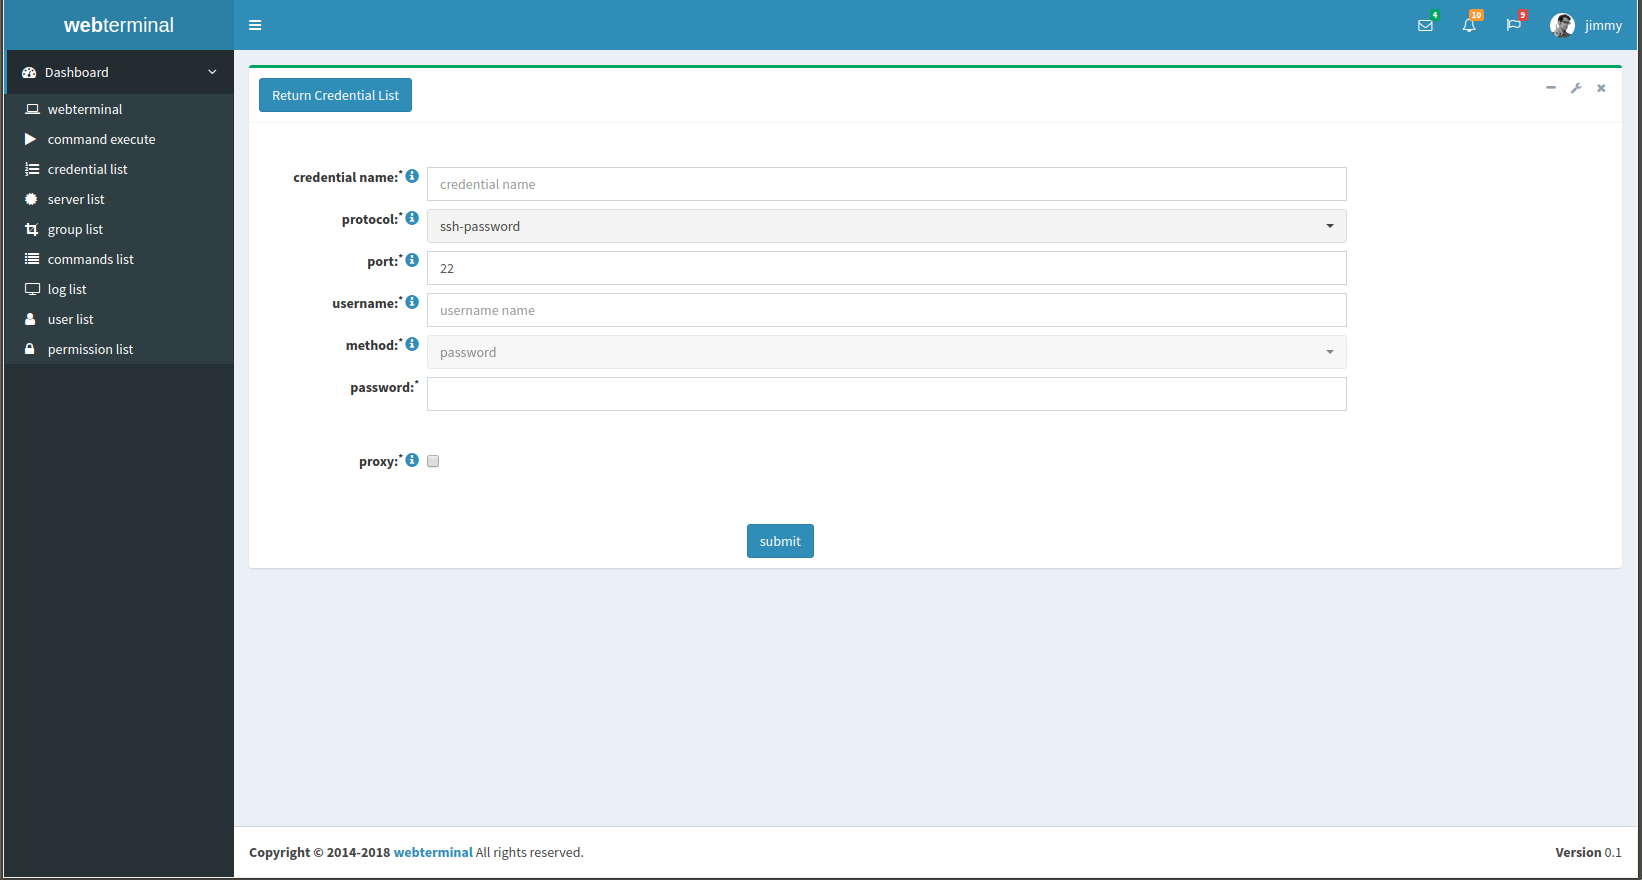 webterminal
4
10
9
jimmy
Dashboard
webterminal
command execute
credential list
server list
group list
commands list
log list
user list
permission list
Return Credential List
credential name:*
credential name
protocol:*
ssh-password
port:*
22
username:*
username name
method:*
password
password:*
proxy:*
submit
Copyright © 2014-2018 webterminal All rights reserved.
Version 0.1